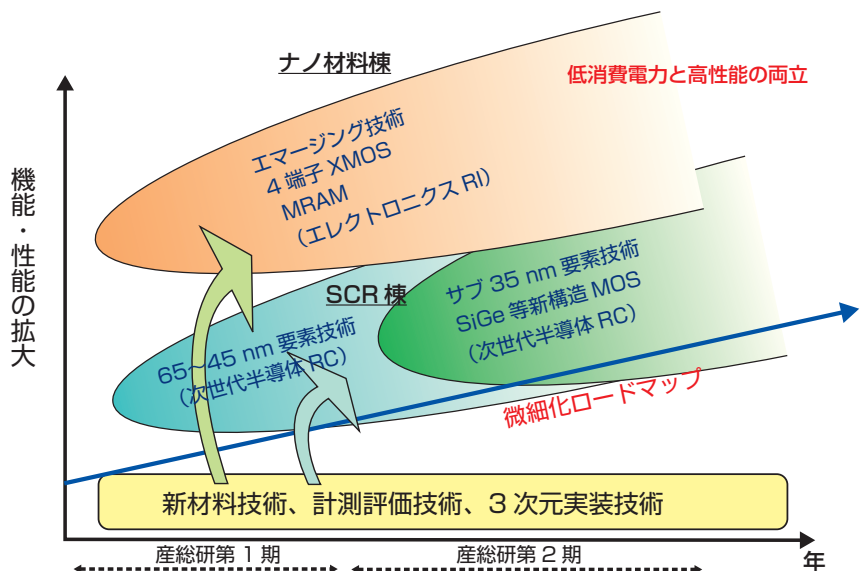 ナノ材料棟
低消費電力と高性能の両立
機能・性能の拡大
エマージング技術
4 端子 XMOS
MRAM
（エレクトロニクス RI）
SCR 棟
サブ 35 nm 要素技術
SiGe 等新構造 MOS
（次世代半導体 RC）
65～45 nm 要素技術
（次世代半導体 RC）
微細化ロードマップ
新材料技術、計測評価技術、3 次元実装技術
産総研第 1 期
産総研第 2 期
年